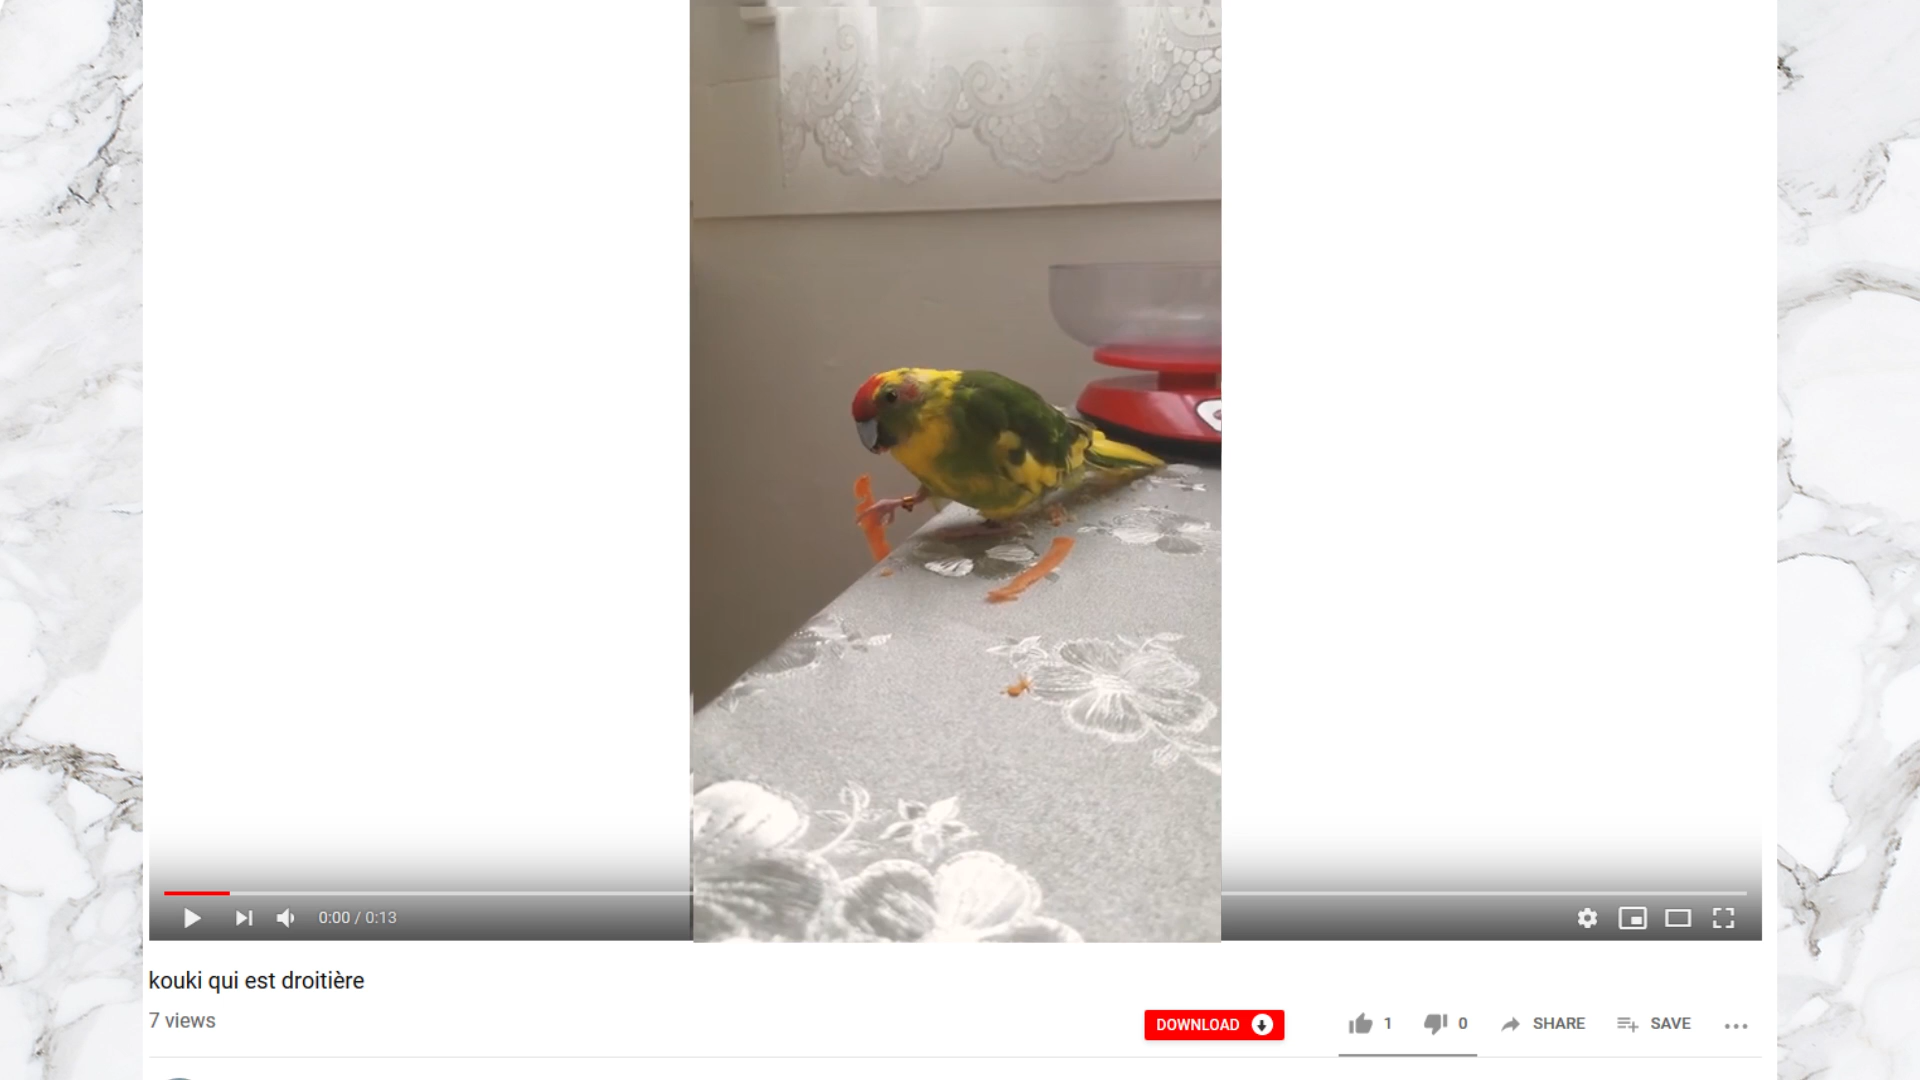 0:00 / 0:13
kouki qui est droitière
7 views
DOWNLOAD
1
0
SHARE
SAVE